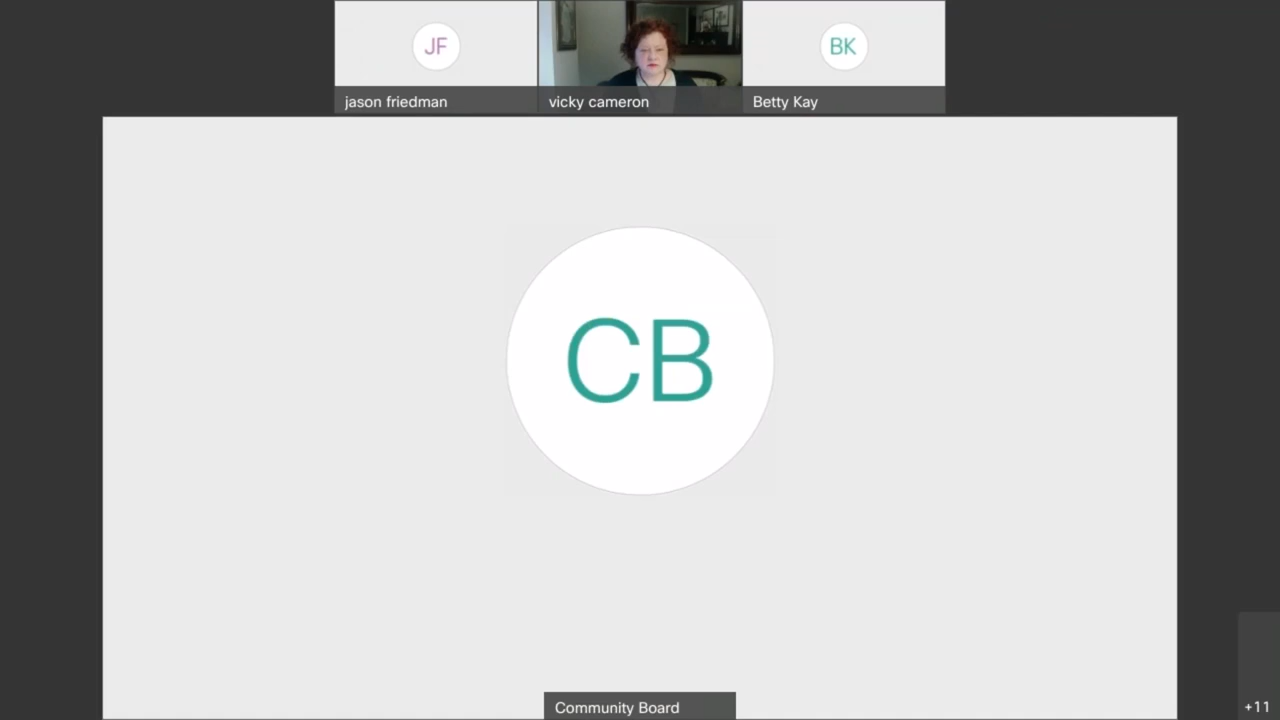 JF
BK
jason friedman
vicky cameron
Betty Kay
CB
Community Board
+11